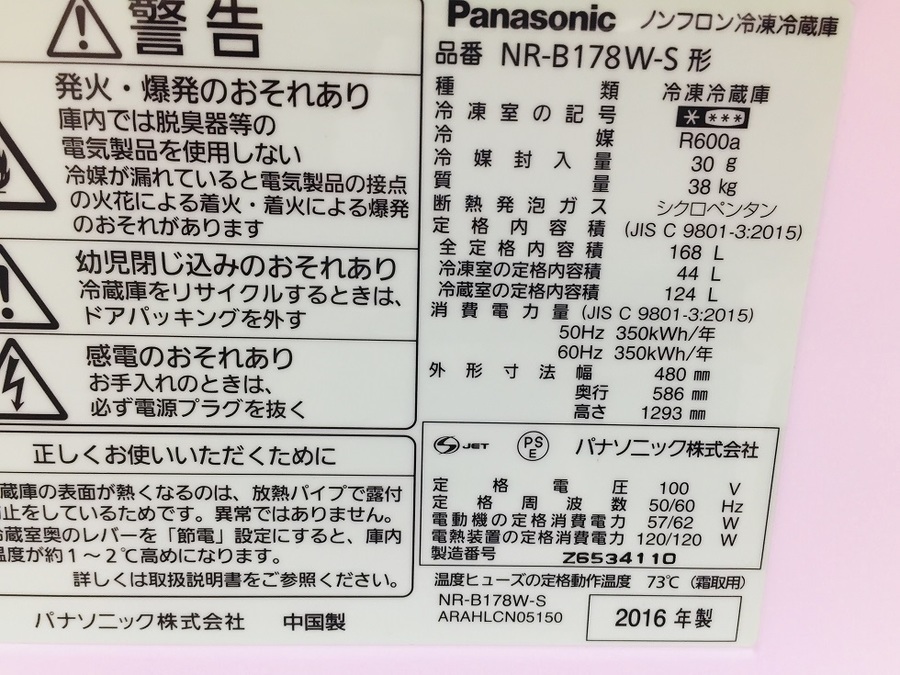 警告
発火・爆発のおそれあり
庫内では脱臭器等の
電気製品を使用しない
冷媒が漏れていると電気製品の接点
の火花による着火・着火による爆発
のおそれがあります
幼児閉じ込みのおそれあり
冷蔵庫をリサイクルするときは、
ドアパッキングを外す
感電のおそれあり
お手入れのときは、
必ず電源プラグを抜く
正しくお使いいただくために
蔵庫の表面が熱くなるのは、放熱パイプで露付
止をしているためです。異常ではありません。
冷蔵室奥のレバーを「節電」設定にすると、庫内
温度が約1～2℃高めになります。
詳しくは取扱説明書をご参照ください。
パナソニック株式会社 中国製
Panasonic ノンフロン冷凍冷蔵庫
品番 NR-B178W-S 形
種類 冷凍冷蔵庫
冷凍室の記号 * ***
冷媒 R600a
冷媒封入量 30 g
質量 38 kg
断熱発泡ガス シクロペンタン
定格内容積 (JIS C 9801-3:2015)
全定格内容積 168 L
冷凍室の定格内容積 44 L
冷蔵室の定格内容積 124 L
消費電力量 (JIS C 9801-3:2015)
50Hz 350kWh/年
60Hz 350kWh/年
外形寸法 幅 480 mm
奥行 586 mm
高さ 1293 mm
S JET PSE パナソニック株式会社
定格電圧 100 V
定格周波数 50/60 Hz
電動機の定格消費電力 57/62 W
電熱装置の定格消費電力 120/120 W
製造番号 Z6534110
温度ヒューズの定格動作温度 73℃（霜取用）
NR-B178W-S
ARAHLCN05150
2016 年製